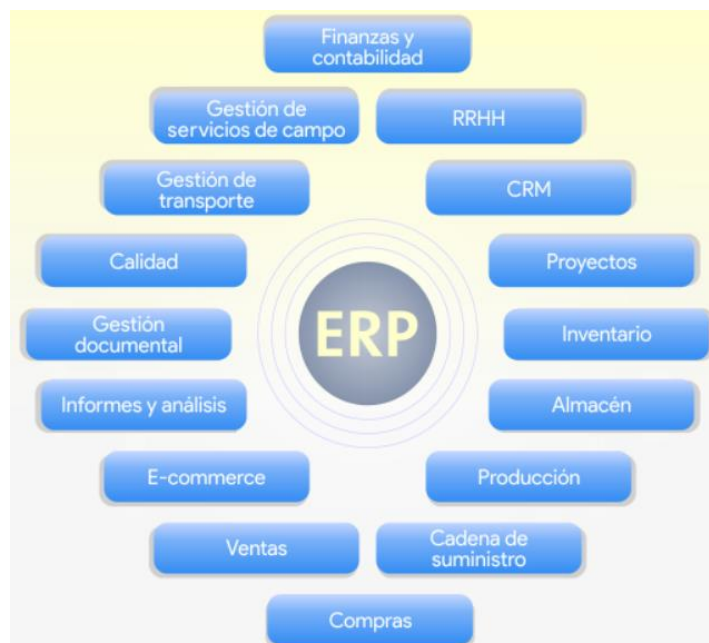 Finanzas y
contabilidad
Gestión de
servicios de campo
RRHH
Gestión de
transporte
CRM
Calidad
Proyectos
ERP
Gestión
documental
Inventario
Informes y análisis
Almacén
E-commerce
Producción
Ventas
Cadena de
suministro
Compras